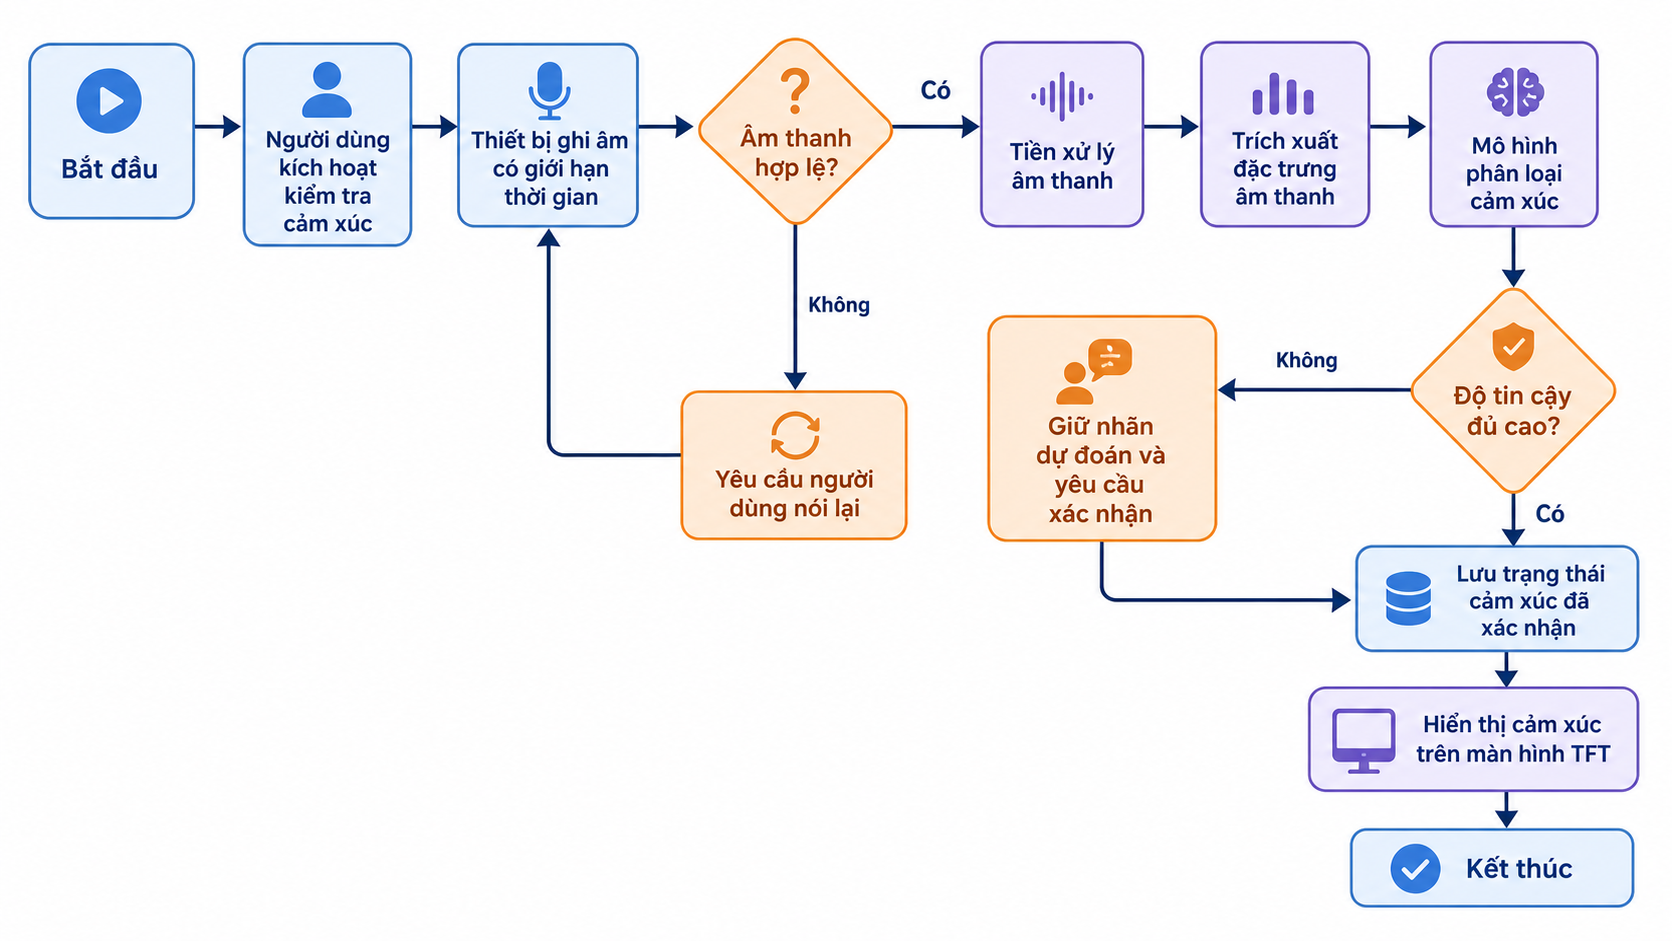 Bắt đầu
Người dùng
kích hoạt
kiểm tra
cảm xúc
Thiết bị ghi âm
có giới hạn
thời gian
?
Âm thanh
hợp lệ?
Có
Tiền xử lý
âm thanh
Trích xuất
đặc trưng
âm thanh
Mô hình
phân loại
cảm xúc
Không
Yêu cầu người
dùng nói lại
Độ tin cậy
đủ cao?
Không
Giữ nhãn
dự đoán và
yêu cầu
xác nhận
Có
Lưu trạng thái
cảm xúc đã
xác nhận
Hiển thị cảm xúc
trên màn hình TFT
Kết thúc